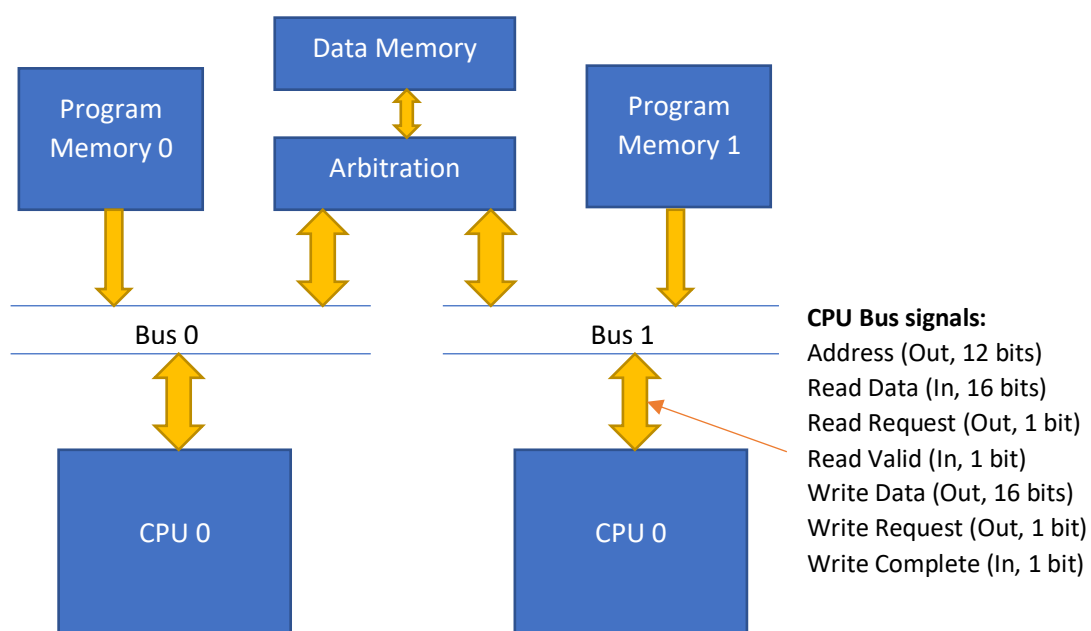 Data Memory
Program
Memory 0
Program
Memory 1
Arbitration
Bus 0
Bus 1
CPU Bus signals:
Address (Out, 12 bits)
Read Data (In, 16 bits)
Read Request (Out, 1 bit)
Read Valid (In, 1 bit)
Write Data (Out, 16 bits)
Write Request (Out, 1 bit)
Write Complete (In, 1 bit)
CPU 0
CPU 0